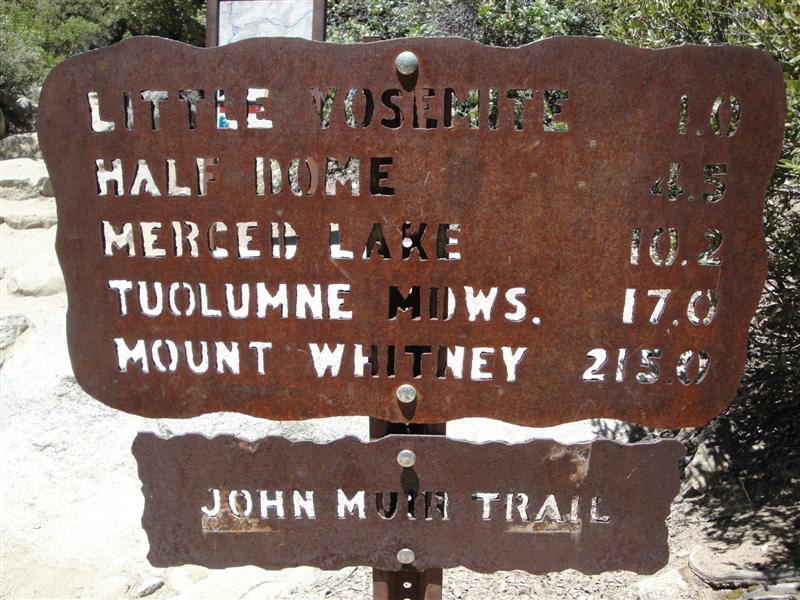 LITTLE YOSEMITE 1.0
HALF DOME 4.5
MERCED LAKE 10.2
TUOLUMNE MDWS. 17.0
MOUNT WHITNEY 215.0
JOHN MUIR TRAIL